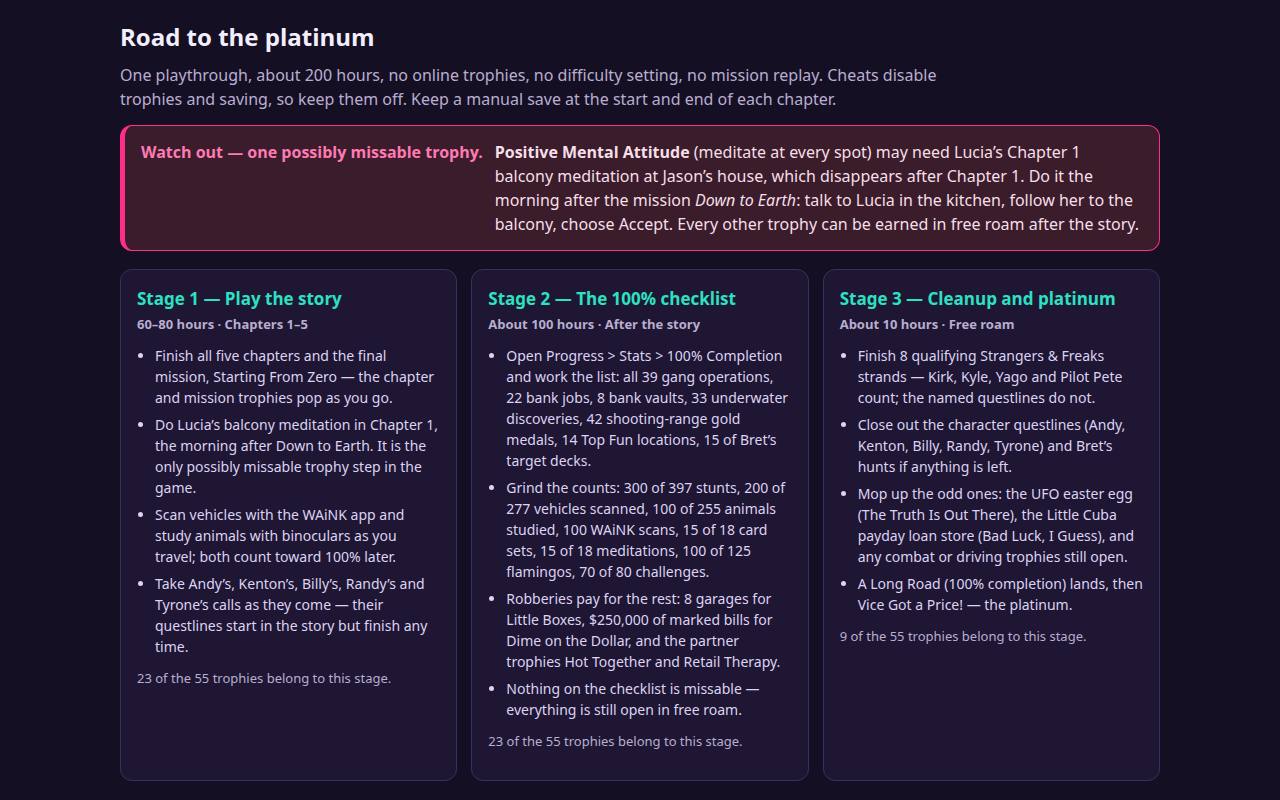 Road to the platinum
One playthrough, about 200 hours, no online trophies, no difficulty setting, no mission replay. Cheats disable
trophies and saving, so keep them off. Keep a manual save at the start and end of each chapter.
Watch out — one possibly missable trophy. Positive Mental Attitude (meditate at every spot) may need Lucia’s Chapter 1
balcony meditation at Jason’s house, which disappears after Chapter 1. Do it the
morning after the mission Down to Earth: talk to Lucia in the kitchen, follow her to the
balcony, choose Accept. Every other trophy can be earned in free roam after the story.
Stage 1 — Play the story
60–80 hours · Chapters 1–5
• Finish all five chapters and the final
mission, Starting From Zero — the chapter
and mission trophies pop as you go.
• Do Lucia’s balcony meditation in Chapter 1,
the morning after Down to Earth. It is the
only possibly missable trophy step in the
game.
• Scan vehicles with the WAiNK app and
study animals with binoculars as you
travel; both count toward 100% later.
• Take Andy’s, Kenton’s, Billy’s, Randy’s and
Tyrone’s calls as they come — their
questlines start in the story but finish any
time.
23 of the 55 trophies belong to this stage.
Stage 2 — The 100% checklist
About 100 hours · After the story
• Open Progress > Stats > 100% Completion
and work the list: all 39 gang operations,
22 bank jobs, 8 bank vaults, 33 underwater
discoveries, 42 shooting-range gold
medals, 14 Top Fun locations, 15 of Bret’s
target decks.
• Grind the counts: 300 of 397 stunts, 200 of
277 vehicles scanned, 100 of 255 animals
studied, 100 WAiNK scans, 15 of 18 card
sets, 15 of 18 meditations, 100 of 125
flamingos, 70 of 80 challenges.
• Robberies pay for the rest: 8 garages for
Little Boxes, $250,000 of marked bills for
Dime on the Dollar, and the partner
trophies Hot Together and Retail Therapy.
• Nothing on the checklist is missable —
everything is still open in free roam.
23 of the 55 trophies belong to this stage.
Stage 3 — Cleanup and platinum
About 10 hours · Free roam
• Finish 8 qualifying Strangers & Freaks
strands — Kirk, Kyle, Yago and Pilot Pete
count; the named questlines do not.
• Close out the character questlines (Andy,
Kenton, Billy, Randy, Tyrone) and Bret’s
hunts if anything is left.
• Mop up the odd ones: the UFO easter egg
(The Truth Is Out There), the Little Cuba
payday loan store (Bad Luck, I Guess), and
any combat or driving trophies still open.
• A Long Road (100% completion) lands, then
Vice Got a Price! — the platinum.
9 of the 55 trophies belong to this stage.